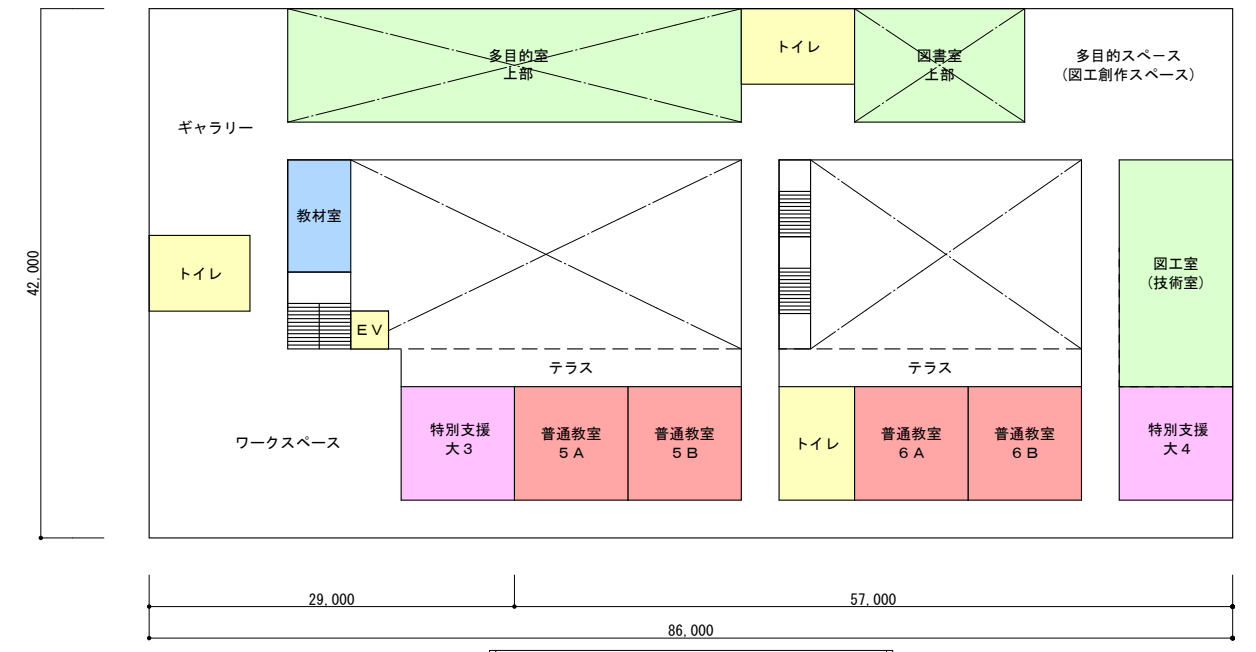 多目的室
上部
トイレ
図書室
上部
多目的スペース
（図工創作スペース）
ギャラリー
教材室
トイレ
ＥＶ
図工室
（技術室）
42,000
テラス
テラス
ワークスペース
特別支援
大３
普通教室
５Ａ
普通教室
５Ｂ
トイレ
普通教室
６Ａ
普通教室
６Ｂ
特別支援
大４
29,000
57,000
86,000